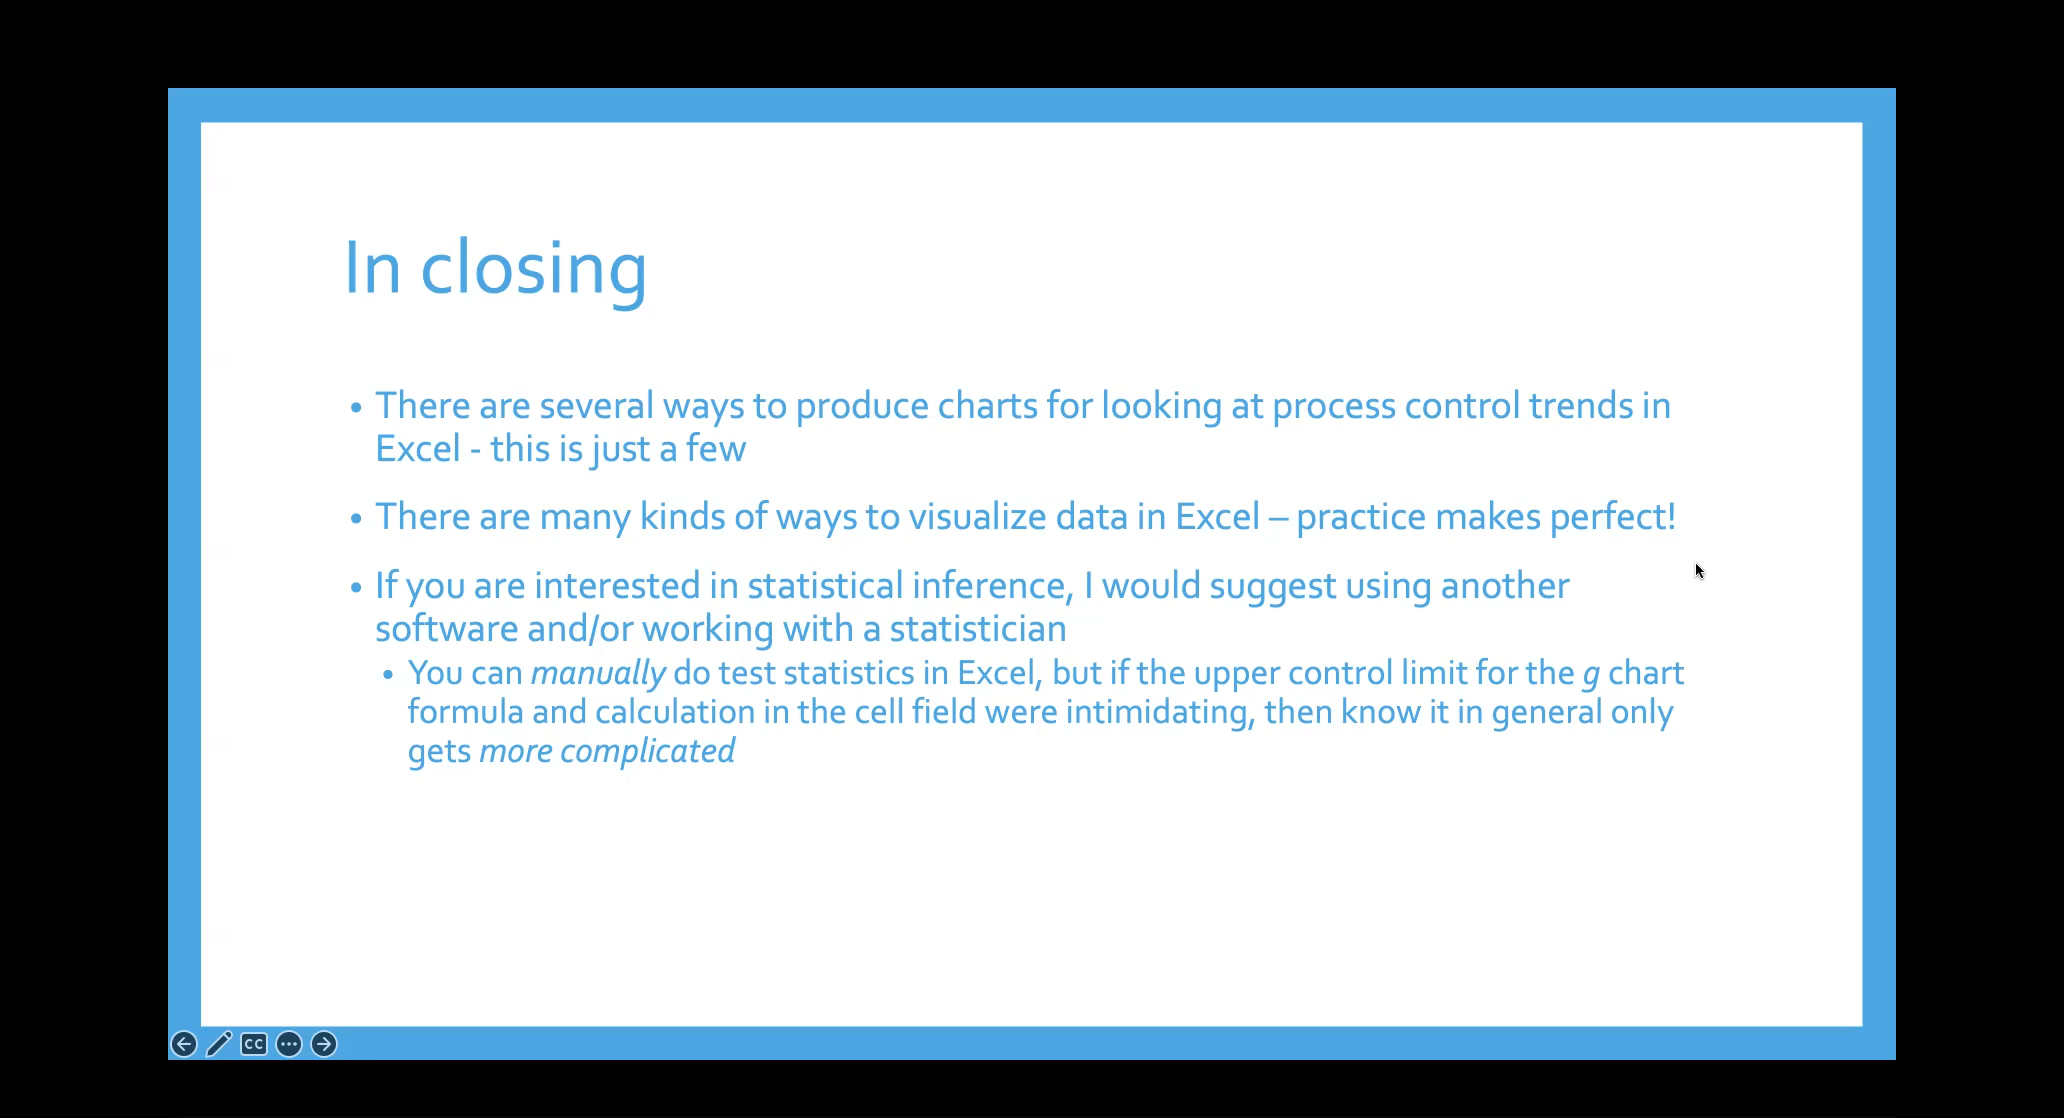 In closing
• There are several ways to produce charts for looking at process control trends in
Excel - this is just a few
• There are many kinds of ways to visualize data in Excel – practice makes perfect!
• If you are interested in statistical inference, I would suggest using another
software and/or working with a statistician
• You can manually do test statistics in Excel, but if the upper control limit for the g chart
formula and calculation in the cell field were intimidating, then know it in general only
gets more complicated
CC